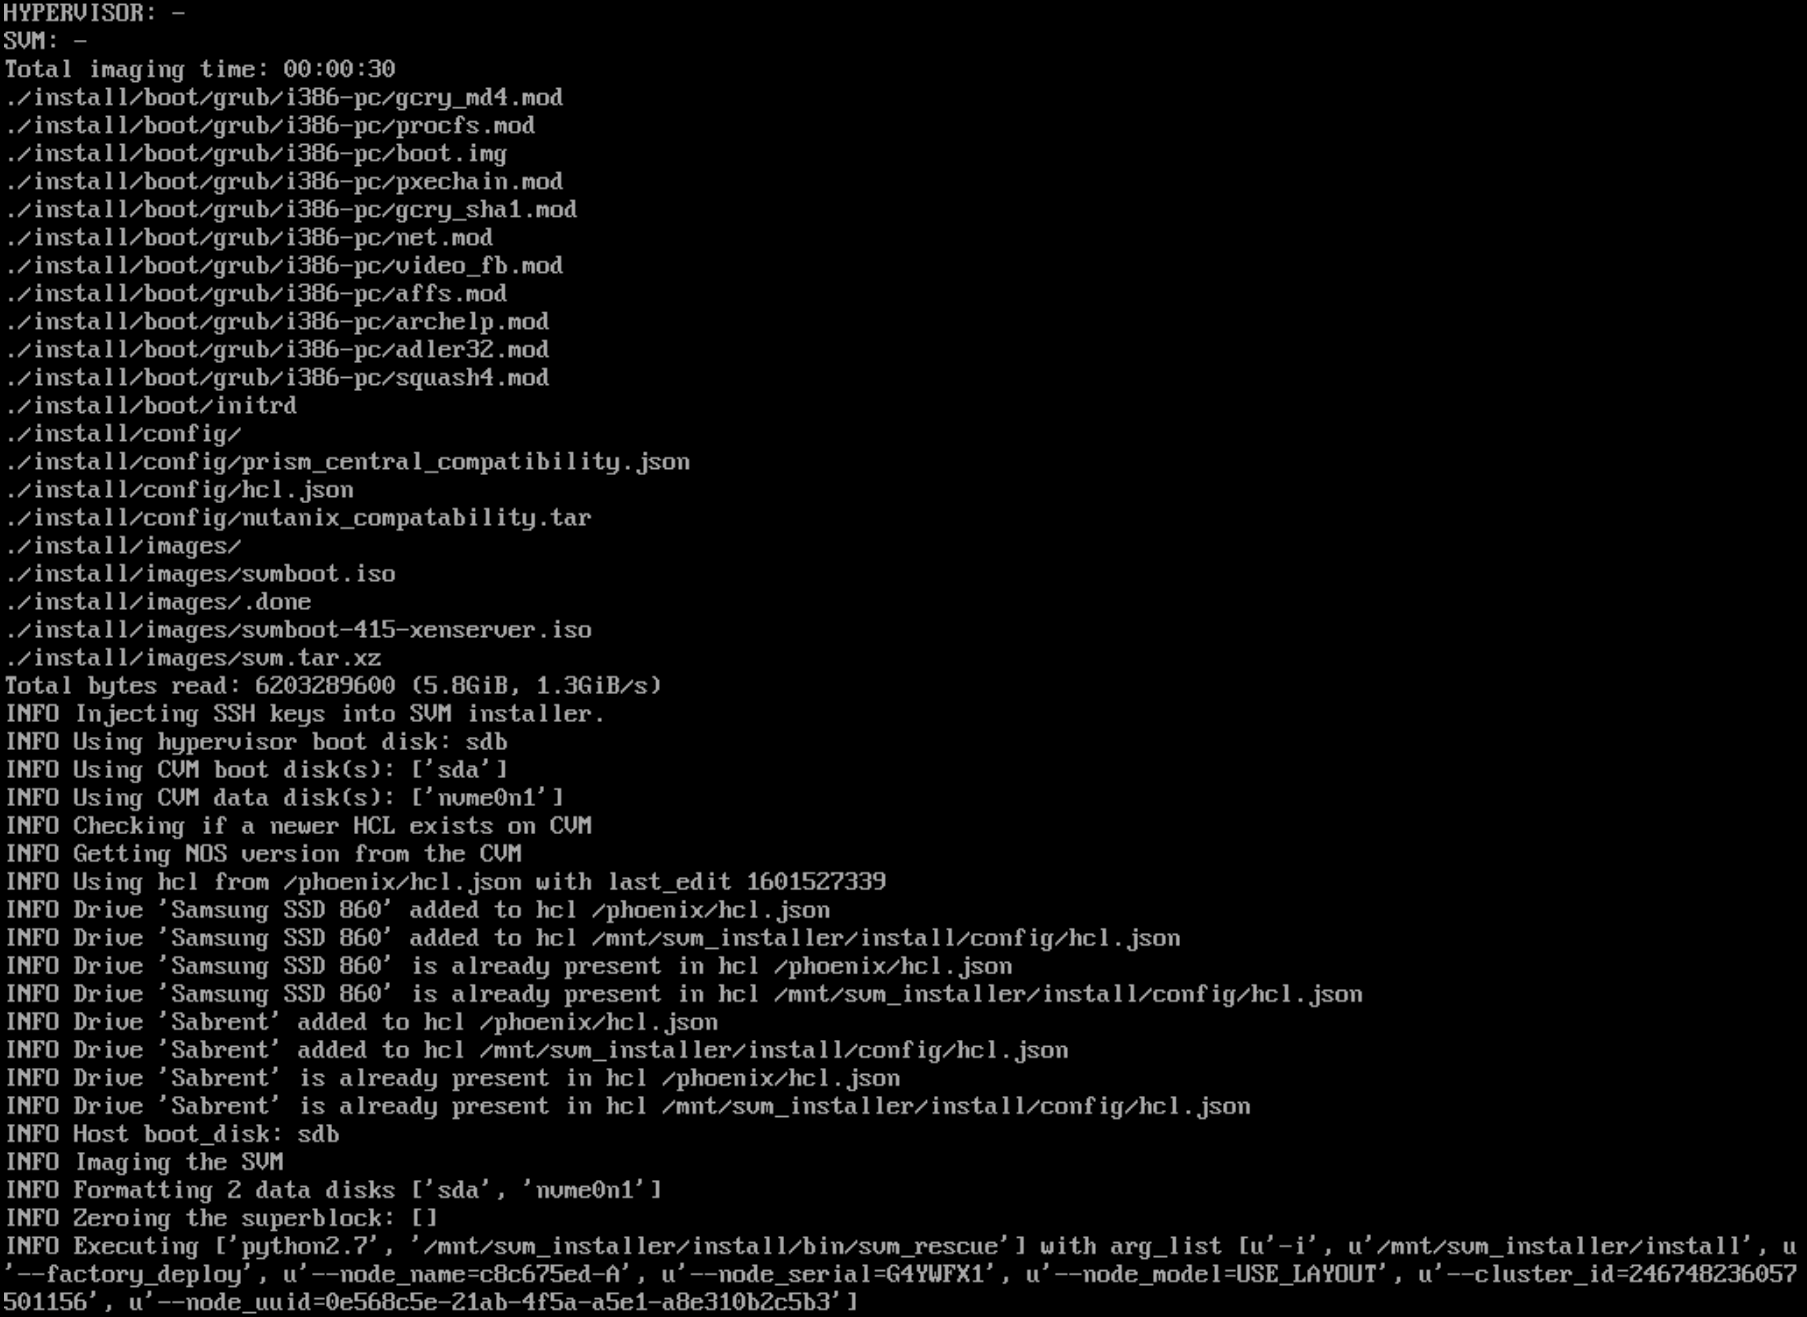 HYPERVISOR: -
SVM: -
Total imaging time: 00:00:30
./install/boot/grub/i386-pc/gcry_md4.mod
./install/boot/grub/i386-pc/procfs.mod
./install/boot/grub/i386-pc/boot.img
./install/boot/grub/i386-pc/pxechain.mod
./install/boot/grub/i386-pc/gcry_sha1.mod
./install/boot/grub/i386-pc/net.mod
./install/boot/grub/i386-pc/video_fb.mod
./install/boot/grub/i386-pc/affs.mod
./install/boot/grub/i386-pc/archelp.mod
./install/boot/grub/i386-pc/adler32.mod
./install/boot/grub/i386-pc/squash4.mod
./install/boot/initrd
./install/config/
./install/config/prism_central_compatibility.json
./install/config/hcl.json
./install/config/nutanix_compatability.tar
./install/images/
./install/images/svmboot.iso
./install/images/.done
./install/images/svmboot-415-xenserver.iso
./install/images/svm.tar.xz
Total bytes read: 6203289600 (5.8GiB, 1.3GiB/s)
INFO Injecting SSH keys into SVM installer.
INFO Using hypervisor boot disk: sdb
INFO Using CVM boot disk(s): ['sda']
INFO Using CVM data disk(s): ['nvme0n1']
INFO Checking if a newer HCL exists on CVM
INFO Getting NOS version from the CVM
INFO Using hcl from /phoenix/hcl.json with last_edit 1601527339
INFO Drive 'Samsung SSD 860' added to hcl /phoenix/hcl.json
INFO Drive 'Samsung SSD 860' added to hcl /mnt/svm_installer/install/config/hcl.json
INFO Drive 'Samsung SSD 860' is already present in hcl /phoenix/hcl.json
INFO Drive 'Samsung SSD 860' is already present in hcl /mnt/svm_installer/install/config/hcl.json
INFO Drive 'Sabrent' added to hcl /phoenix/hcl.json
INFO Drive 'Sabrent' added to hcl /mnt/svm_installer/install/config/hcl.json
INFO Drive 'Sabrent' is already present in hcl /phoenix/hcl.json
INFO Drive 'Sabrent' is already present in hcl /mnt/svm_installer/install/config/hcl.json
INFO Host boot_disk: sdb
INFO Imaging the SVM
INFO Formatting 2 data disks ['sda', 'nvme0n1']
INFO Zeroing the superblock: []
INFO Executing ['python2.7', '/mnt/svm_installer/install/bin/svm_rescue'] with arg_list [u'-i', u'/mnt/svm_installer/install', u
'--factory_deploy', u'--node_name=c8c675ed-A', u'--node_serial=G4YWFX1', u'--node_model=USE_LAYOUT', u'--cluster_id=246748236057
501156', u'--node_uuid=0e568c5e-21ab-4f5a-a5e1-a8e310b2c5b3']